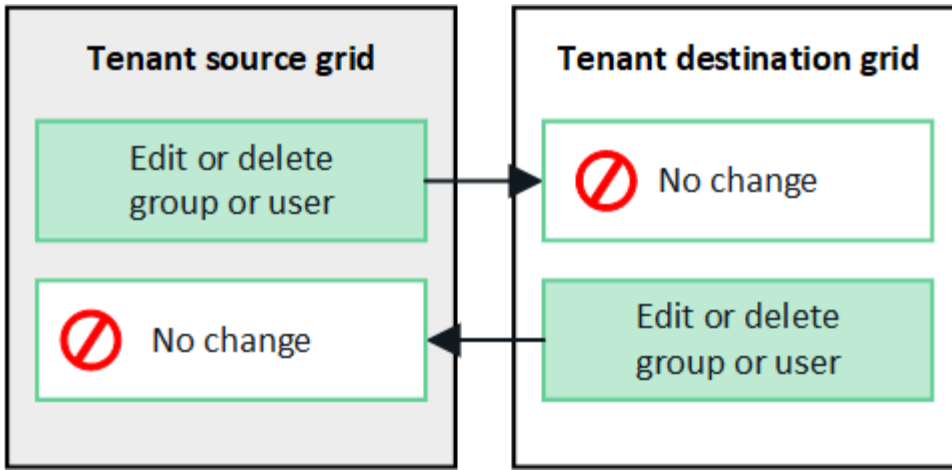 Tenant source grid
Edit or delete
group or user
No change
Tenant destination grid
No change
Edit or delete
group or user